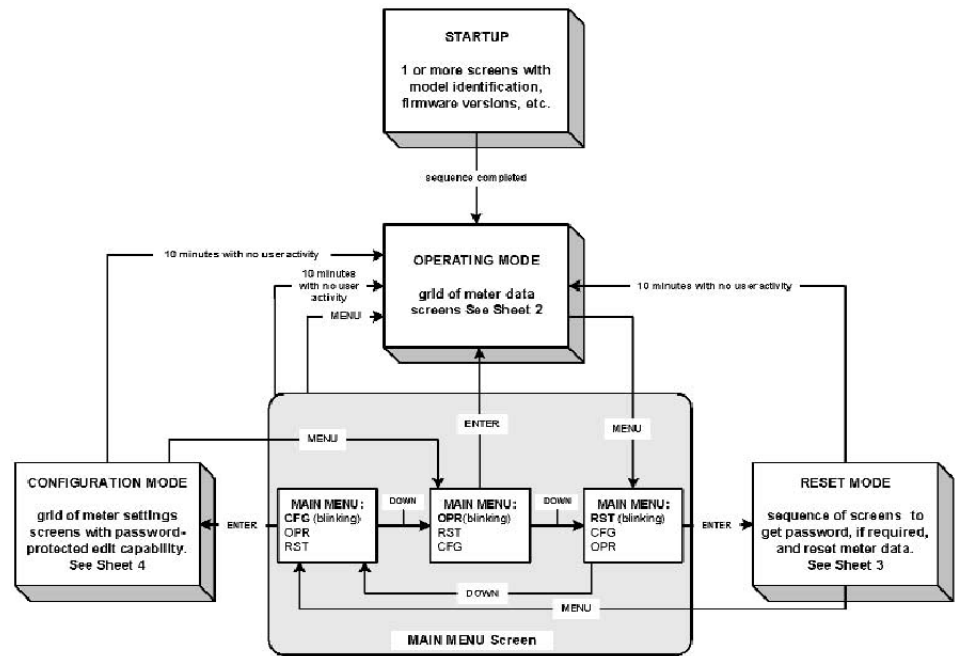 STARTUP
1 or more screens with
model identification,
firmware versions, etc.
sequence completed
10 minutes with no user activity
OPERATING MODE
grid of meter data
screens See Sheet 2
10 minutes
with no user
activity
MENU
10 minutes with no user activity
ENTER
MENU
MENU
CONFIGURATION MODE
grid of meter settings
screens with password-
protected edit capability.
See Sheet 4
ENTER
MAIN MENU:
CFG (blinking)
OPR
RST
DOWN
MAIN MENU:
OPR (blinking)
RST
CFG
DOWN
MAIN MENU:
RST (blinking)
CFG
OPR
ENTER
RESET MODE
sequence of screens to
get password, if required,
and reset meter data.
See Sheet 3
DOWN
MENU
MAIN MENU Screen